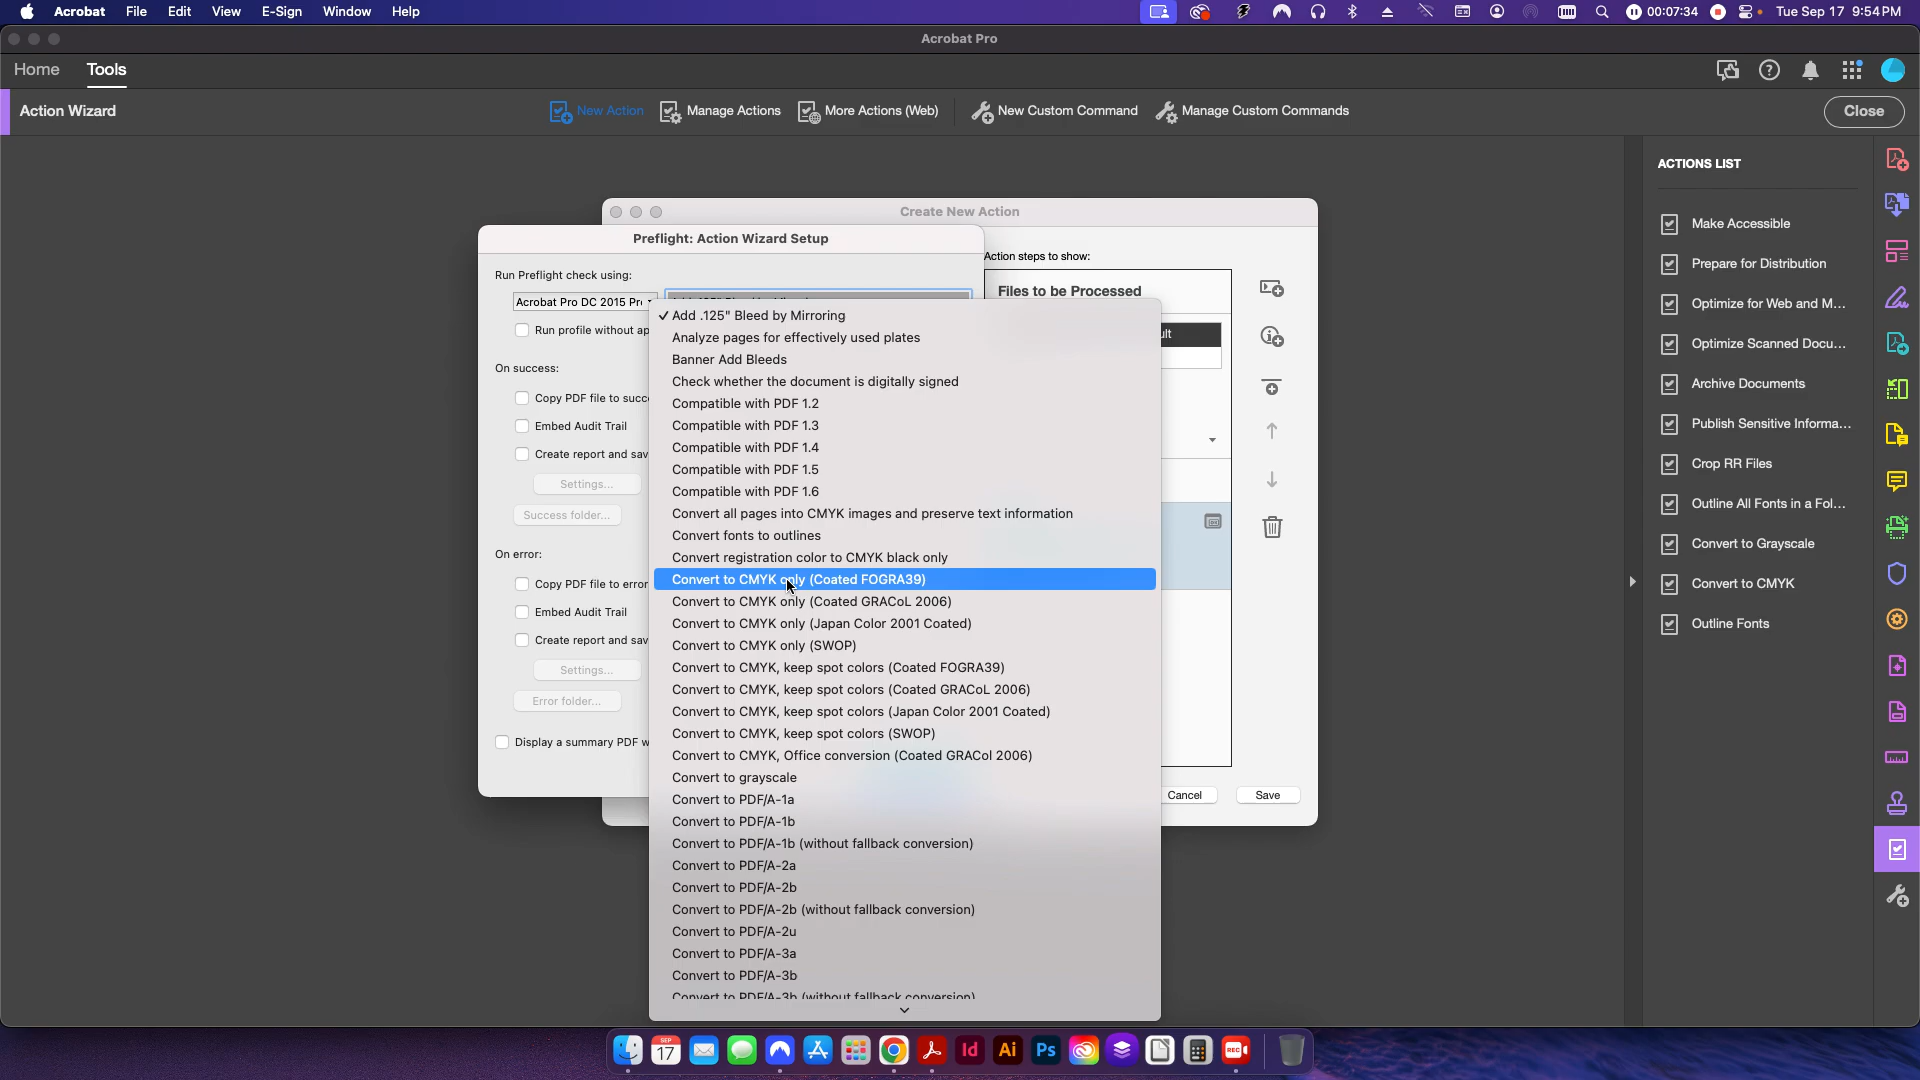 Acrobat File Edit View E-Sign Window Help 00:07:34 Tue Sep 17 9:54 PM
Acrobat Pro
Home Tools
Action Wizard New Action Manage Actions More Actions (Web) New Custom Command Manage Custom Commands Close
ACTIONS LIST
Make Accessible
Prepare for Distribution
Optimize for Web and M...
Optimize Scanned Docu...
Archive Documents
Publish Sensitive Informa...
Crop RR Files
Outline All Fonts in a Fol...
Convert to Grayscale
Convert to CMYK
Outline Fonts
Create New Action
Action steps to show:
Files to be Processed
ult
Cancel Save
Preflight: Action Wizard Setup
Run Preflight check using:
Acrobat Pro DC 2015 Pr
Run profile without ap
On success:
Copy PDF file to succ
Embed Audit Trail
Create report and sav
Settings...
Success folder...
On error:
Copy PDF file to error
Embed Audit Trail
Create report and sav
Settings...
Error folder...
Display a summary PDF w
✓ Add .125" Bleed by Mirroring
Analyze pages for effectively used plates
Banner Add Bleeds
Check whether the document is digitally signed
Compatible with PDF 1.2
Compatible with PDF 1.3
Compatible with PDF 1.4
Compatible with PDF 1.5
Compatible with PDF 1.6
Convert all pages into CMYK images and preserve text information
Convert fonts to outlines
Convert registration color to CMYK black only
Convert to CMYK only (Coated FOGRA39)
Convert to CMYK only (Coated GRACoL 2006)
Convert to CMYK only (Japan Color 2001 Coated)
Convert to CMYK only (SWOP)
Convert to CMYK, keep spot colors (Coated FOGRA39)
Convert to CMYK, keep spot colors (Coated GRACoL 2006)
Convert to CMYK, keep spot colors (Japan Color 2001 Coated)
Convert to CMYK, keep spot colors (SWOP)
Convert to CMYK, Office conversion (Coated GRACol 2006)
Convert to grayscale
Convert to PDF/A-1a
Convert to PDF/A-1b
Convert to PDF/A-1b (without fallback conversion)
Convert to PDF/A-2a
Convert to PDF/A-2b
Convert to PDF/A-2b (without fallback conversion)
Convert to PDF/A-2u
Convert to PDF/A-3a
Convert to PDF/A-3b
Convert to PDF/A-3b (without fallback conversion)
SEP
17
Id Ai Ps REC